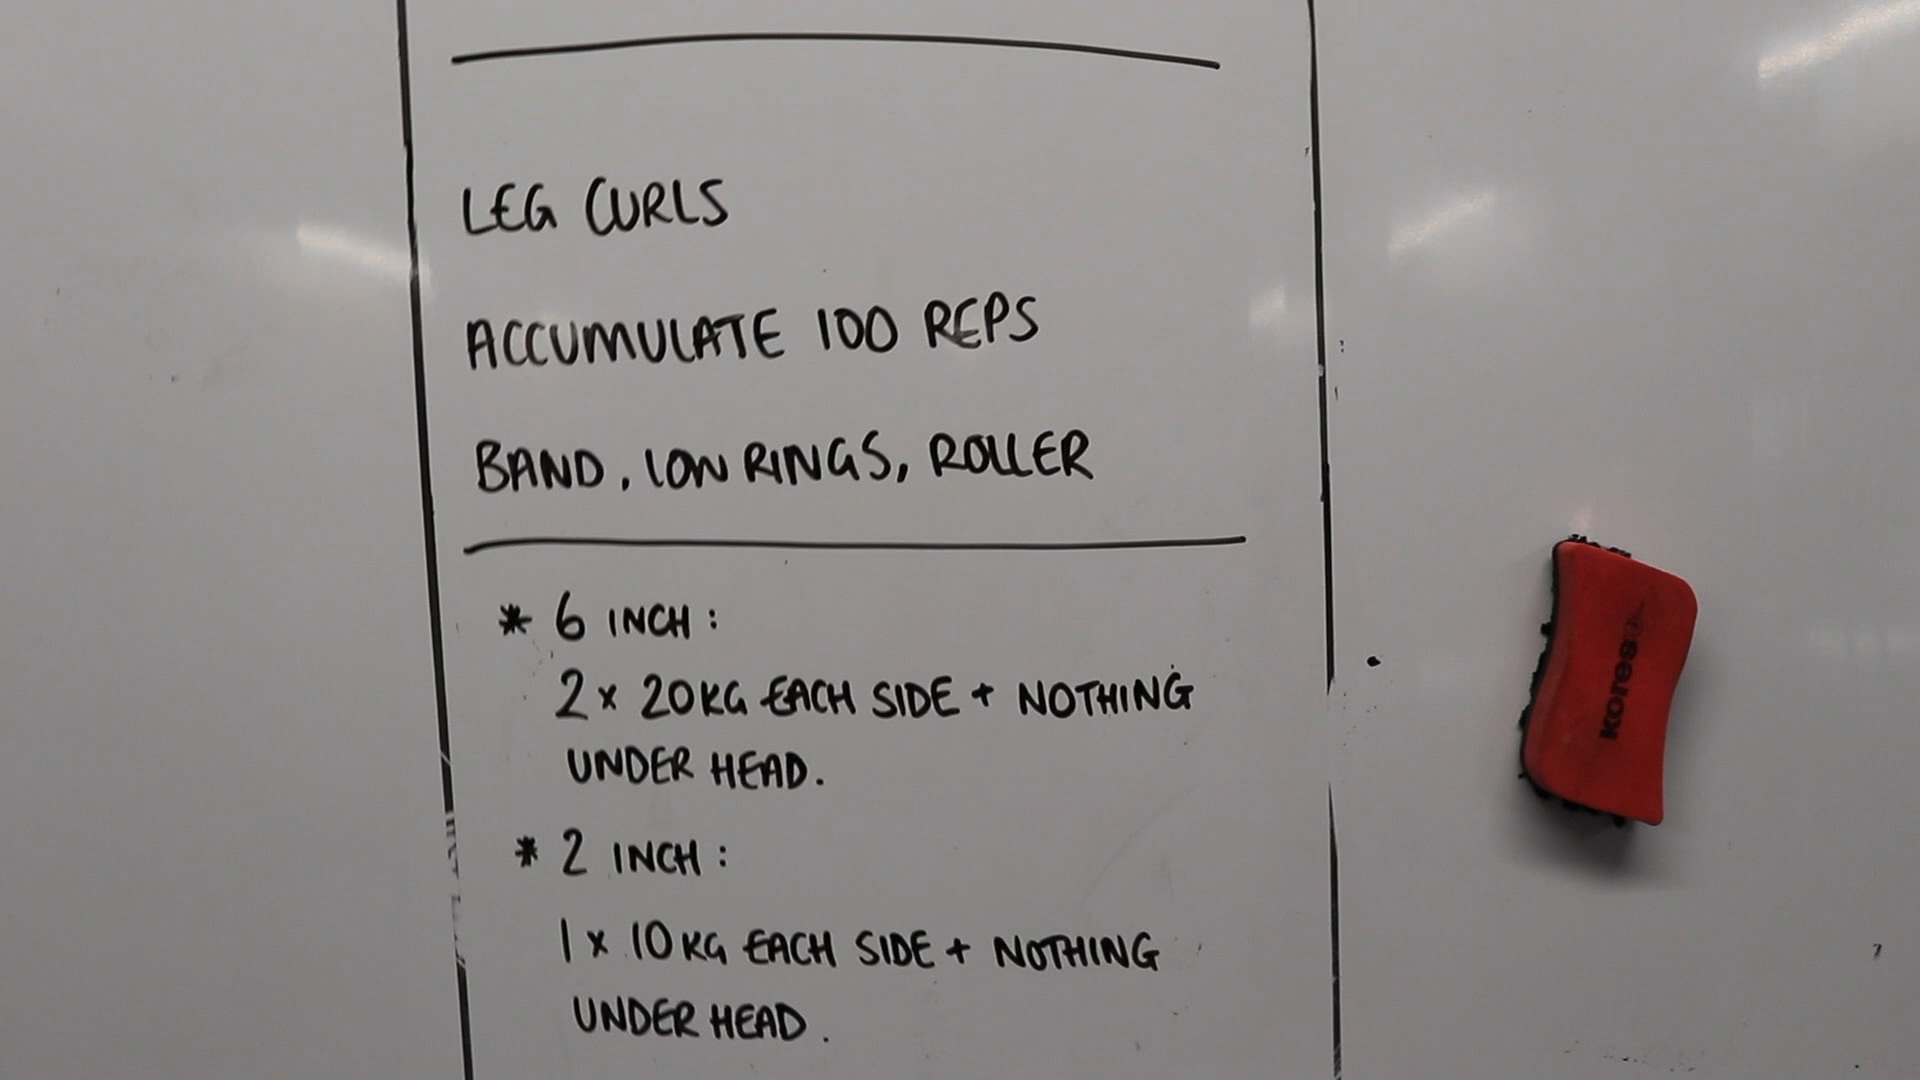 LEG CURLS
ACCUMULATE 100 REPS
BAND, LOW RINGS, ROLLER
* 6 INCH:
2 x 20KG EACH SIDE + NOTHING
UNDER HEAD.
* 2 INCH:
1 x 10KG EACH SIDE + NOTHING
UNDER HEAD.
Kores